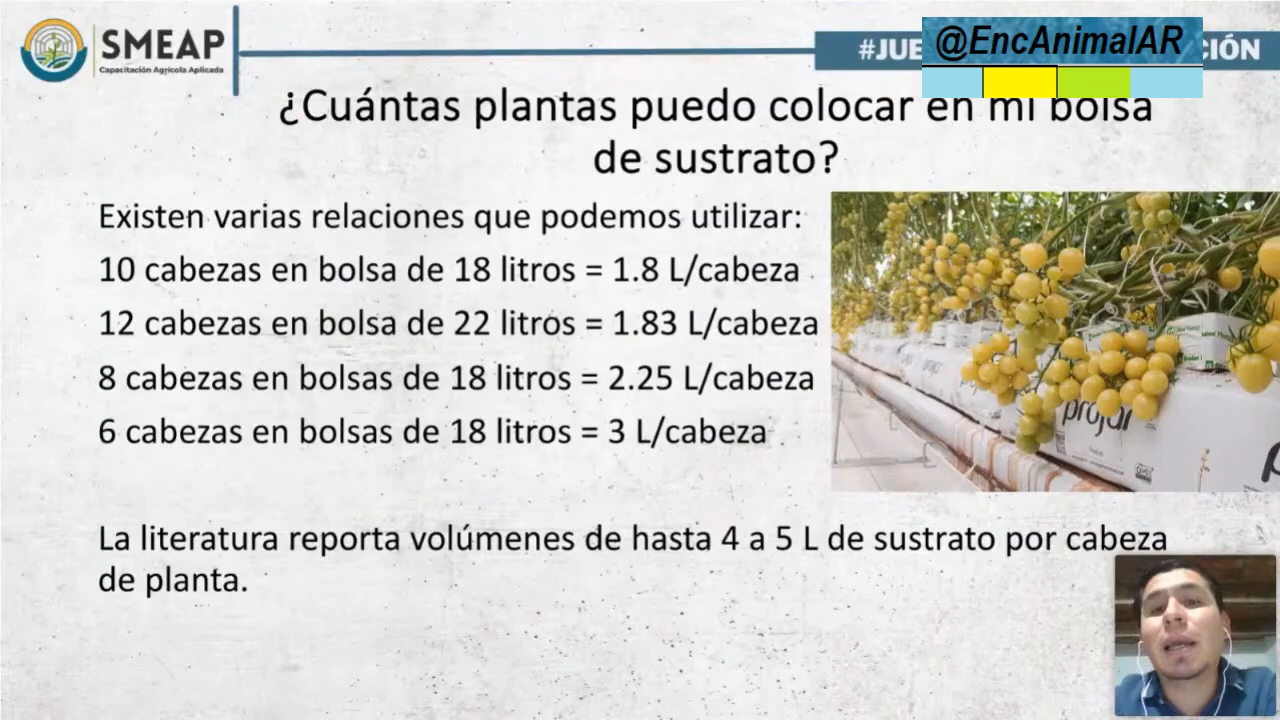 SMEAP
Capacitación Agrícola Aplicada
@EncAnimalAR
¿Cuántas plantas puedo colocar en mi bolsa
de sustrato?
Existen varias relaciones que podemos utilizar:
10 cabezas en bolsa de 18 litros = 1.8 L/cabeza
12 cabezas en bolsa de 22 litros = 1.83 L/cabeza
8 cabezas en bolsas de 18 litros = 2.25 L/cabeza
6 cabezas en bolsas de 18 litros = 3 L/cabeza
projar
La literatura reporta volúmenes de hasta 4 a 5 L de sustrato por cabeza
de planta.